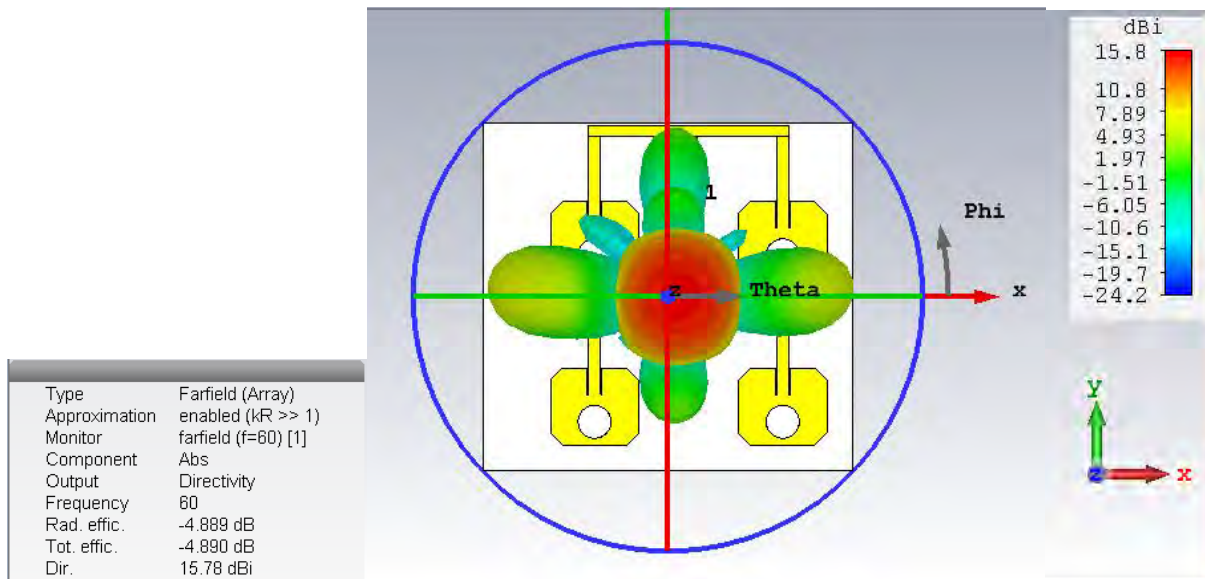 dBi
15.8
10.8
7.89
4.93
1.97
-1.51
-6.05
-10.6
-15.1
-19.7
-24.2
1
Phi
z
Theta
x
y
z
x
Type Farfield (Array)
Approximation enabled (kR >> 1)
Monitor farfield (f=60) [1]
Component Abs
Output Directivity
Frequency 60
Rad. effic. -4.889 dB
Tot. effic. -4.890 dB
Dir. 15.78 dBi